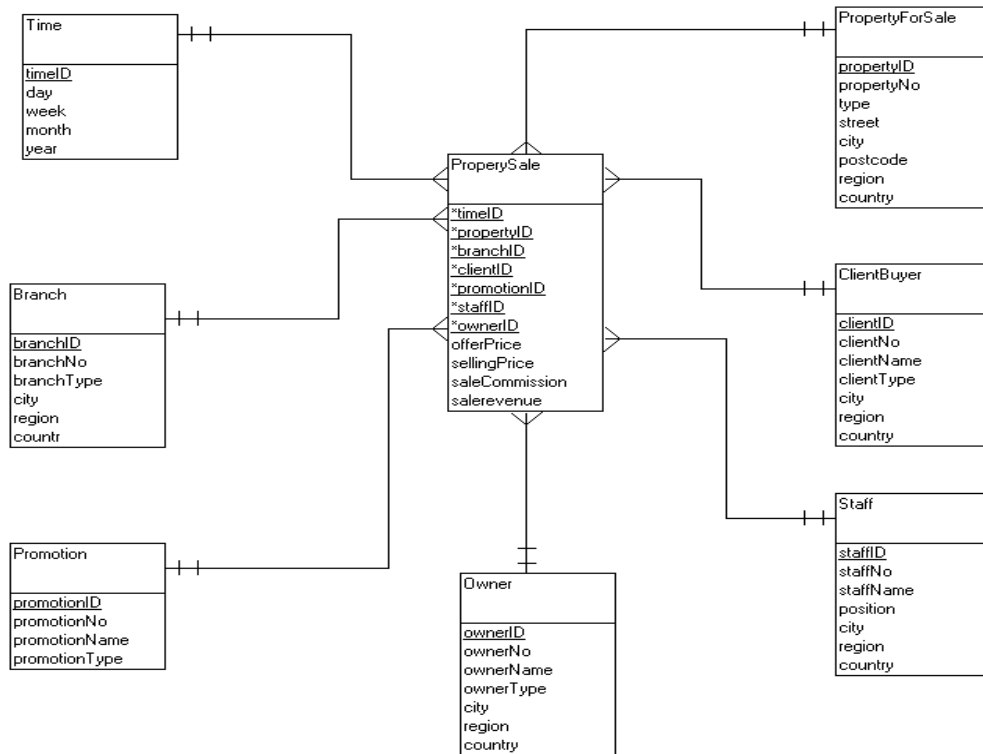 Time
timeID
day
week
month
year
PropertyForSale
propertyID
propertyNo
type
street
city
postcode
region
country
ProperySale
*timeID
*propertyID
*branchID
*clientID
*promotionID
*staffID
*ownerID
offerPrice
sellingPrice
saleCommission
salerevenue
Branch
branchID
branchNo
branchType
city
region
countr
ClientBuyer
clientID
clientNo
clientName
clientType
city
region
country
Promotion
promotionID
promotionNo
promotionName
promotionType
Owner
ownerID
ownerNo
ownerName
ownerType
city
region
country
Staff
staffID
staffNo
staffName
position
city
region
country